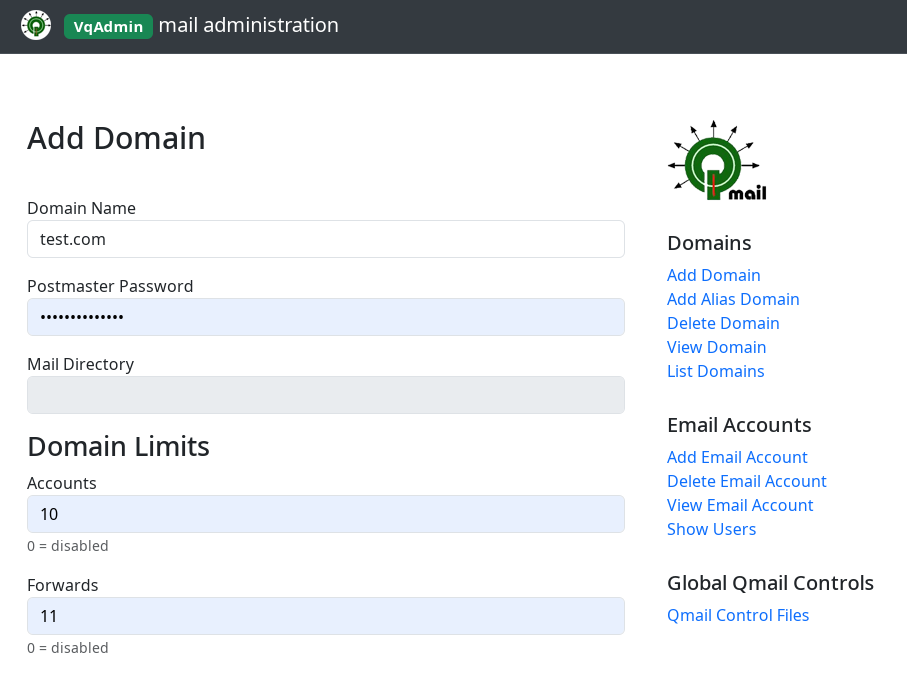 VqAdmin mail administration
Add Domain
Domain Name
test.com
Postmaster Password
••••••••••••••
Mail Directory
Domain Limits
Accounts
10
0 = disabled
Forwards
11
0 = disabled
mail
Domains
Add Domain
Add Alias Domain
Delete Domain
View Domain
List Domains
Email Accounts
Add Email Account
Delete Email Account
View Email Account
Show Users
Global Qmail Controls
Qmail Control Files